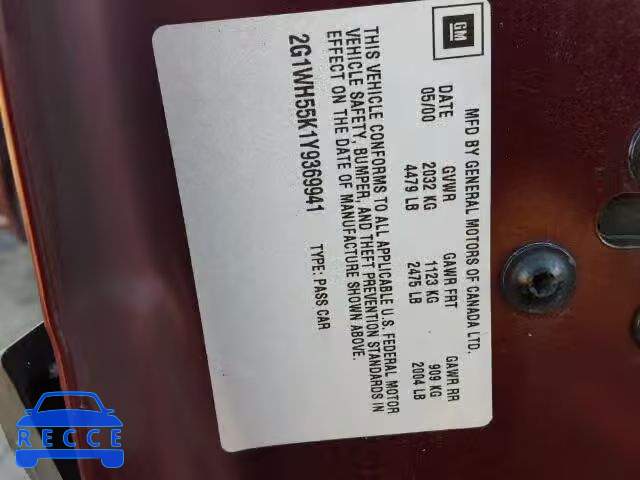 GM
MFD BY GENERAL MOTORS OF CANADA LTD.
DATE GVWR GAWR FRT GAWR RR
05/00 2032 KG 1123 KG 909 KG
4479 LB 2475 LB 2004 LB
THIS VEHICLE CONFORMS TO ALL APPLICABLE U.S. FEDERAL MOTOR
VEHICLE SAFETY, BUMPER, AND THEFT PREVENTION STANDARDS IN
EFFECT ON THE DATE OF MANUFACTURE SHOWN ABOVE.
2G1WH55K1Y9369941 TYPE: PASS CAR
RECCE